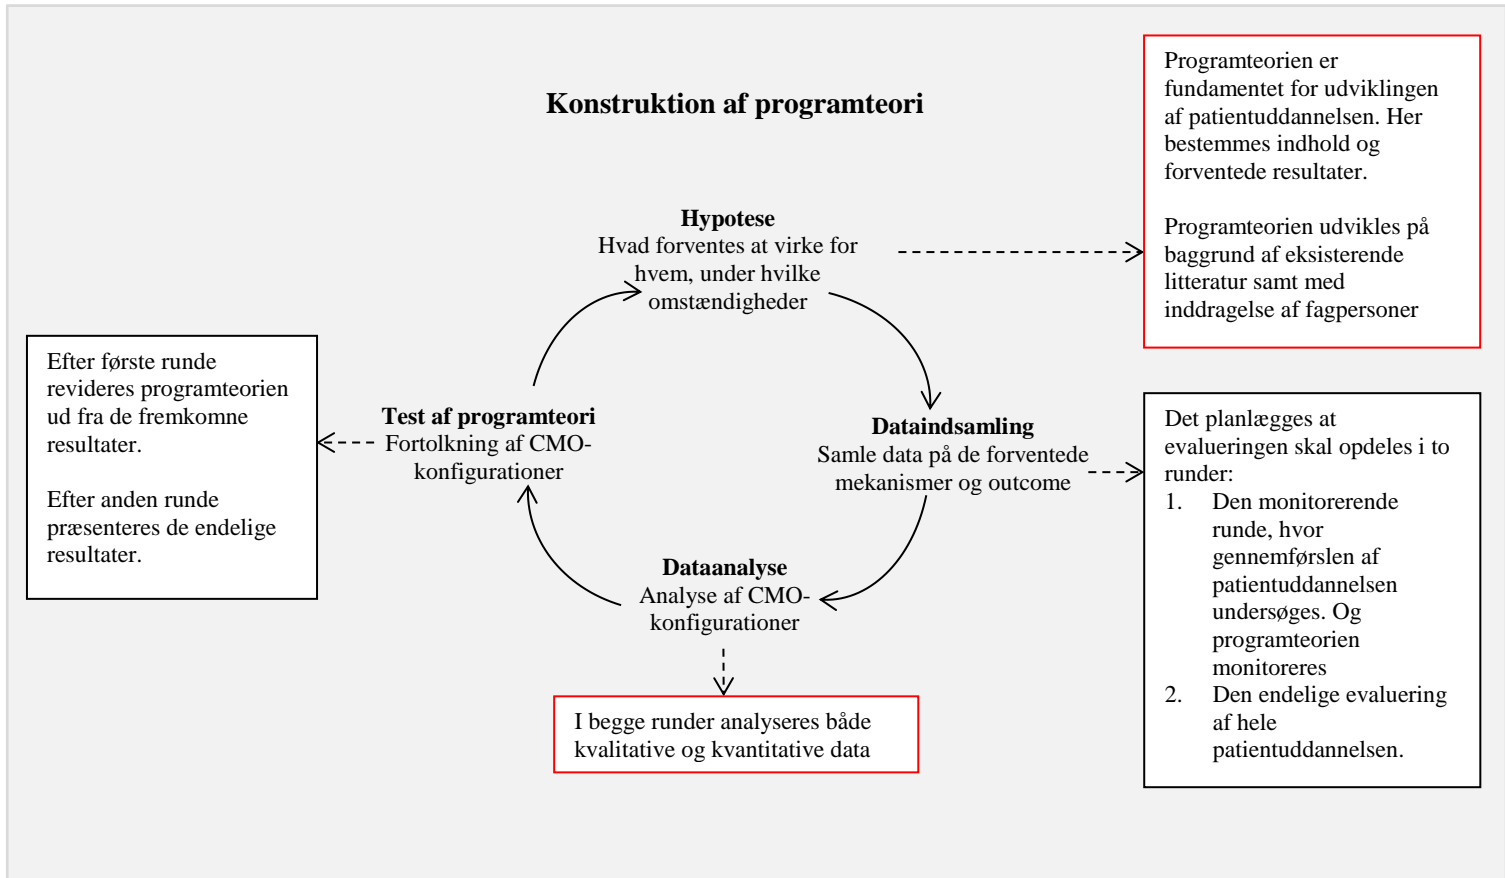 Konstruktion af programteori
Programteorien er
fundamentet for udviklingen
af patientuddannelsen. Her
bestemmes indhold og
forventede resultater.
Programteorien udvikles på
baggrund af eksisterende
litteratur samt med
inddragelse af fagpersoner
Hypotese
Hvad forventes at virke for
hvem, under hvilke
omstændigheder
Efter første runde
revideres programteorien
ud fra de fremkomne
resultater.
Efter anden runde
præsenteres de endelige
resultater.
Test af programteori
Fortolkning af CMO-
konfigurationer
Dataindsamling
Samle data på de forventede
mekanismer og outcome
Det planlægges at
evalueringen skal opdeles i to
runder:
1. Den monitorerende
runde, hvor
gennemførslen af
patientuddannelsen
undersøges. Og
programteorien
monitoreres
2. Den endelige evaluering
af hele
patientuddannelsen.
Dataanalyse
Analyse af CMO-
konfigurationer
I begge runder analyseres både
kvalitative og kvantitative data